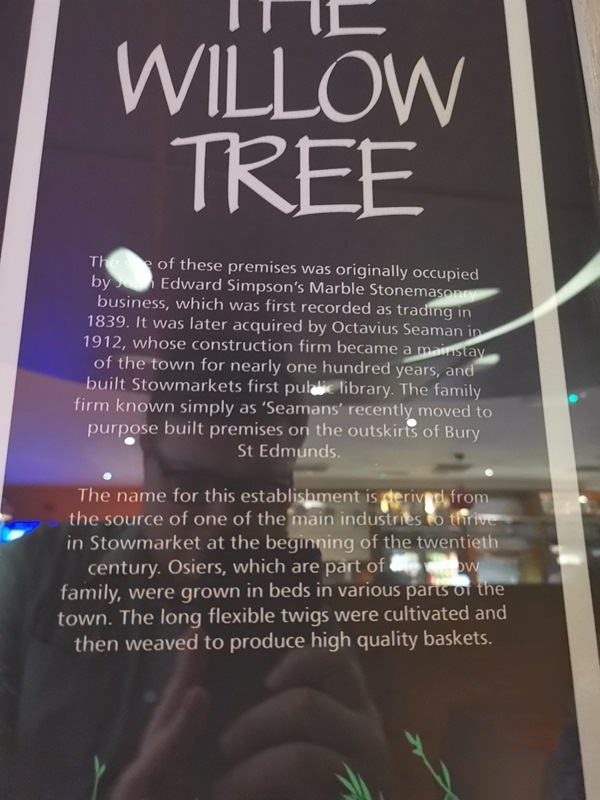 THE
WILLOW
TREE
The site of these premises was originally occupied
by John Edward Simpson's Marble Stonemasonry
business, which was first recorded as trading in
1839. It was later acquired by Octavius Seaman in
1912, whose construction firm became a mainstay
of the town for nearly one hundred years, and
built Stowmarkets first public library. The family
firm known simply as 'Seamans' recently moved to
purpose built premises on the outskirts of Bury
St Edmunds.
The name for this establishment is derived from
the source of one of the main industries to thrive
in Stowmarket at the beginning of the twentieth
century. Osiers, which are part of the willow
family, were grown in beds in various parts of the
town. The long flexible twigs were cultivated and
then weaved to produce high quality baskets.